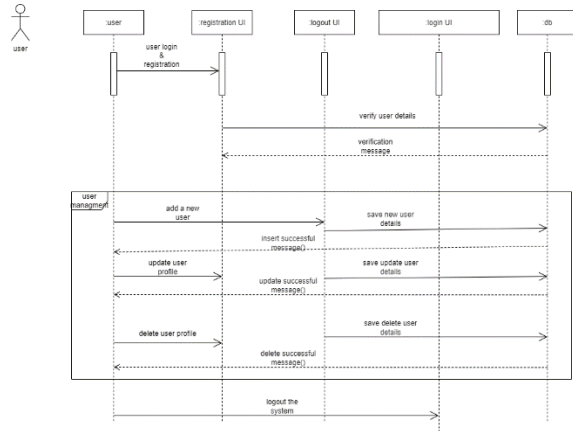 :user
:registration UI
:logout UI
:login UI
:db
user
user login
&
registration
verify user details
verification
message
user
managment
add a new
user
save new user
details
insert successful
message()
update user
profile
save update user
details
update successful
message()
delete user profile
save delete user
details
delete successful
message()
logout the
system